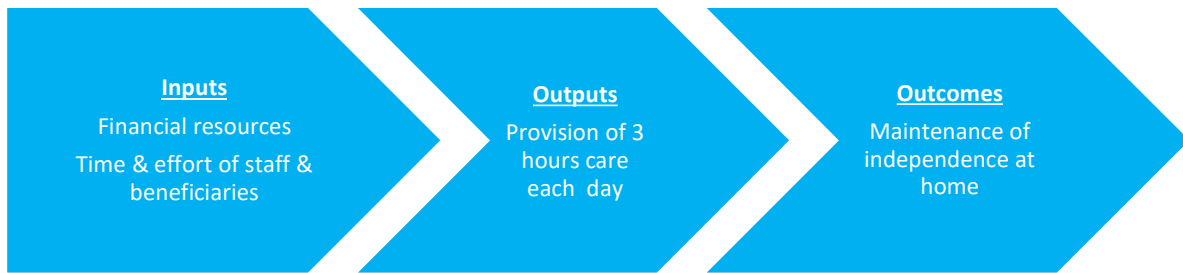 Inputs
Financial resources
Time & effort of staff &
beneficiaries
Outputs
Provision of 3
hours care
each day
Outcomes
Maintenance of
independence at
home